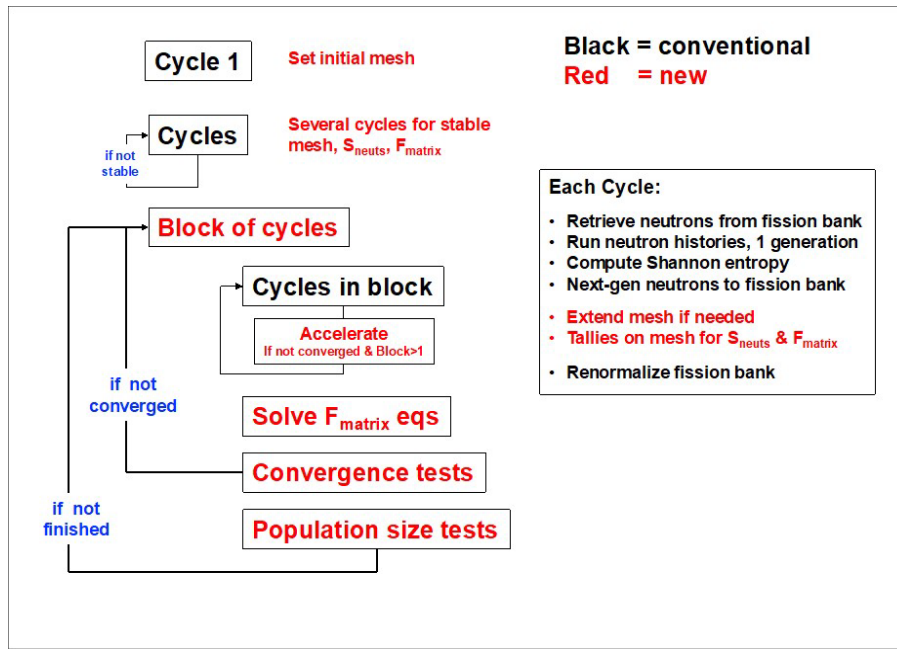 Cycle 1
Set initial mesh
Black = conventional
Red = new
Cycles
if not
stable
Several cycles for stable
mesh, Sneuts, Fmatrix
Block of cycles
Cycles in block
Accelerate
If not converged & Block>1
if not
converged
Solve Fmatrix eqs
Convergence tests
if not
finished
Population size tests
Each Cycle:
• Retrieve neutrons from fission bank
• Run neutron histories, 1 generation
• Compute Shannon entropy
• Next-gen neutrons to fission bank
• Extend mesh if needed
• Tallies on mesh for Sneuts & Fmatrix
• Renormalize fission bank